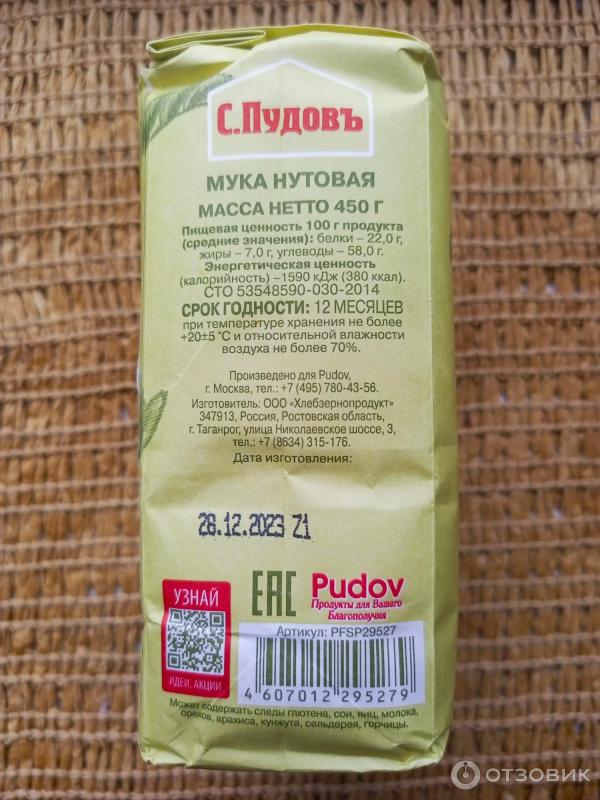 С.Пудовъ
МУКА НУТОВАЯ
МАССА НЕТТО 450 Г
Пищевая ценность 100 г продукта
(средние значения): белки – 22,0 г,
жиры – 7,0 г, углеводы – 58,0 г.
Энергетическая ценность
(калорийность) –1590 кДж (380 ккал).
СТО 53548590-030-2014
СРОК ГОДНОСТИ: 12 МЕСЯЦЕВ
при температуре хранения не более
+20±5 °С и относительной влажности
воздуха не более 70%.
Произведено для Pudov,
г. Москва, тел.: +7 (495) 780-43-56.
Изготовитель: ООО «Хлебзернопродукт»
347913, Россия, Ростовская область,
г. Таганрог, улица Николаевское шоссе, 3,
тел.: +7 (8634) 315-176.
Дата изготовления:
26.12.2023 Z1
УЗНАЙ
ИДЕИ, АКЦИИ
ЕАС
Pudov
Продукты для Вашего
Благополучия
Артикул: PFSP29527
4 607012 295279
Может содержать следы глютена, сои, яиц, молока,
орехов, арахиса, кунжута, сельдерея, горчицы.
ОТЗОВИК